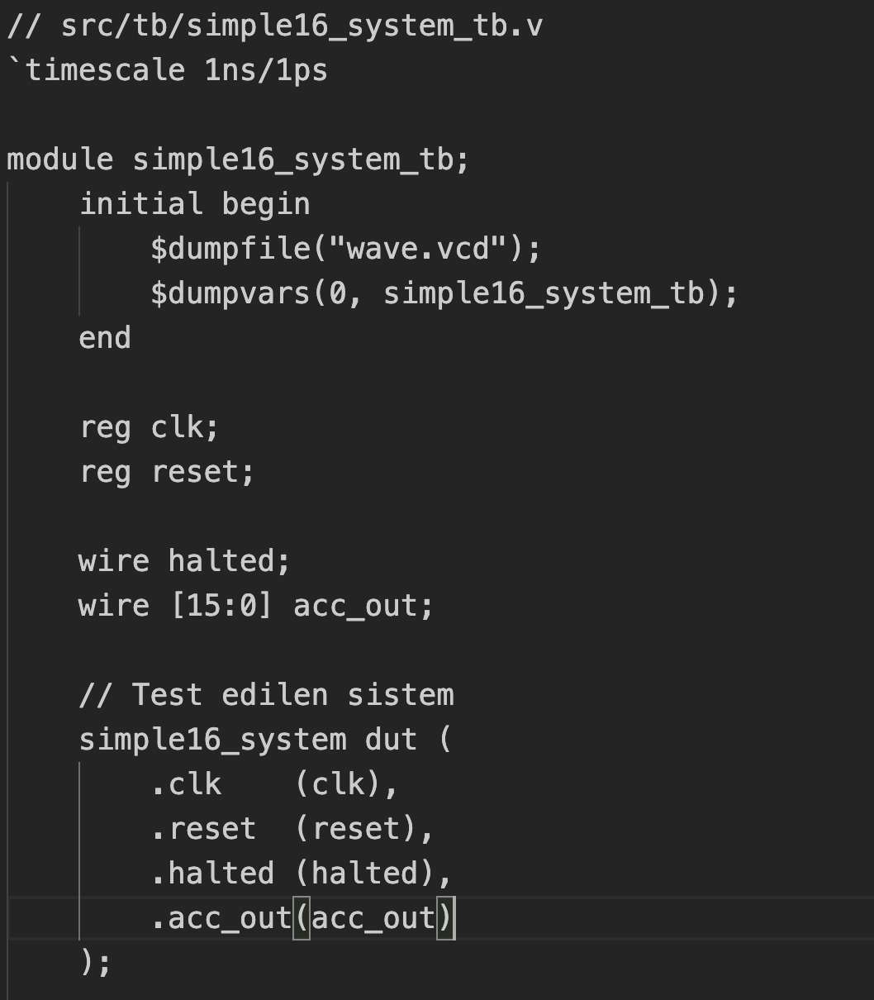 // src/tb/simple16_system_tb.v
`timescale 1ns/1ps
module simple16_system_tb;
initial begin
$dumpfile("wave.vcd");
$dumpvars(0, simple16_system_tb);
end
reg clk;
reg reset;
wire halted;
wire [15:0] acc_out;
// Test edilen sistem
simple16_system dut (
.clk    (clk),
.reset  (reset),
.halted (halted),
.acc_out(acc_out)
);